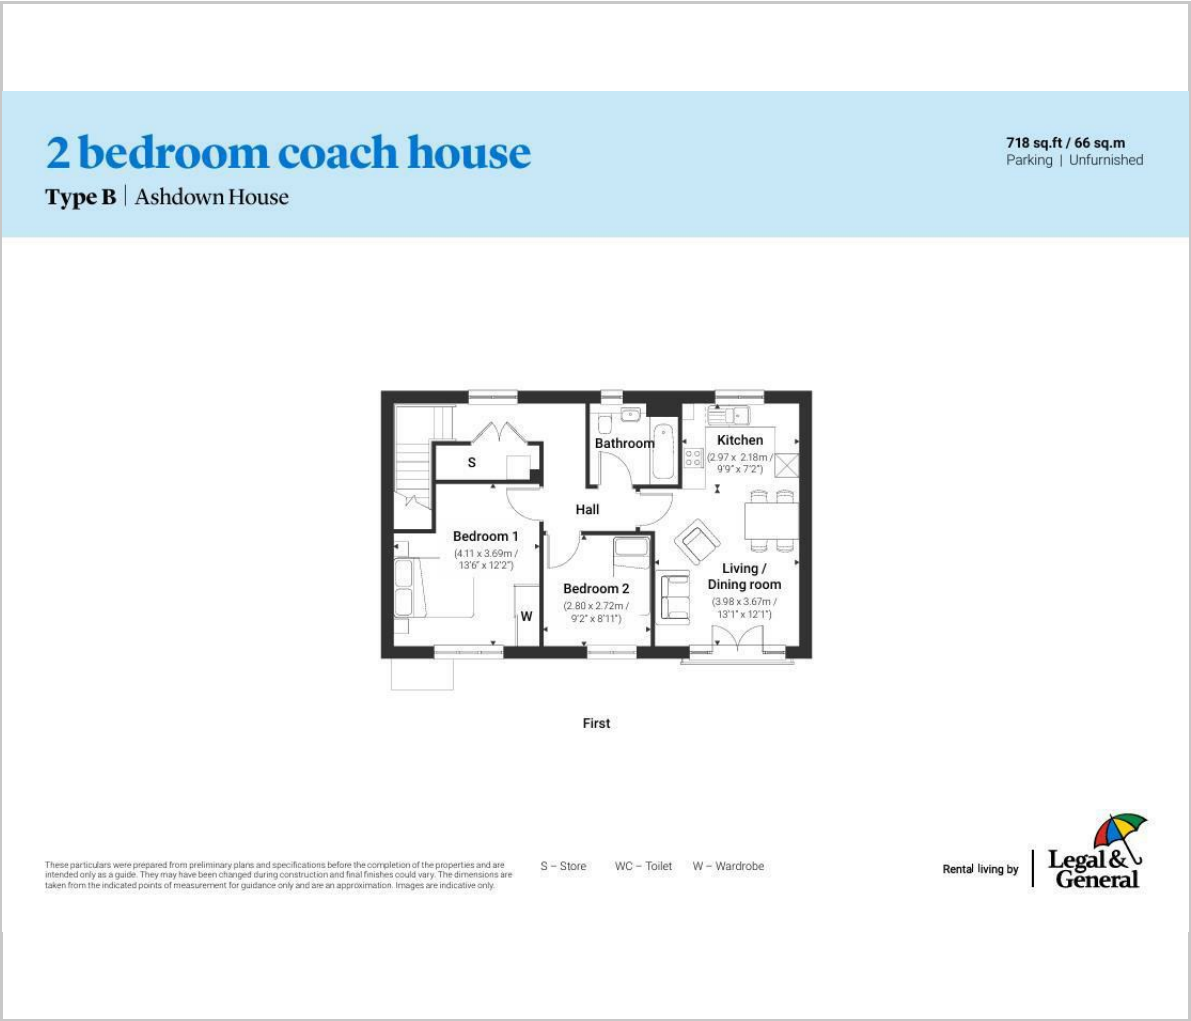 2 bedroom coach house
Type B | Ashdown House
718 sq.ft / 66 sq.m
Parking | Unfurnished
Bathroom
Kitchen
(2.97 x 2.18m /
9'9" x 7'2")
S
Hall
Bedroom 1
(4.11 x 3.69m /
13'6" x 12'2")
W
Bedroom 2
(2.80 x 2.72m /
9'2" x 8'11")
Living /
Dining room
(3.98 x 3.67m /
13'1" x 12'1")
First
These particulars were prepared from preliminary plans and specifications before the completion of the properties and are
intended only as a guide. They may have been changed during construction and final finishes could vary. The dimensions are
taken from the indicated points of measurement for guidance only and are an approximation. Images are indicative only.
S – Store WC – Toilet W – Wardrobe
Rental living by
Legal &
General